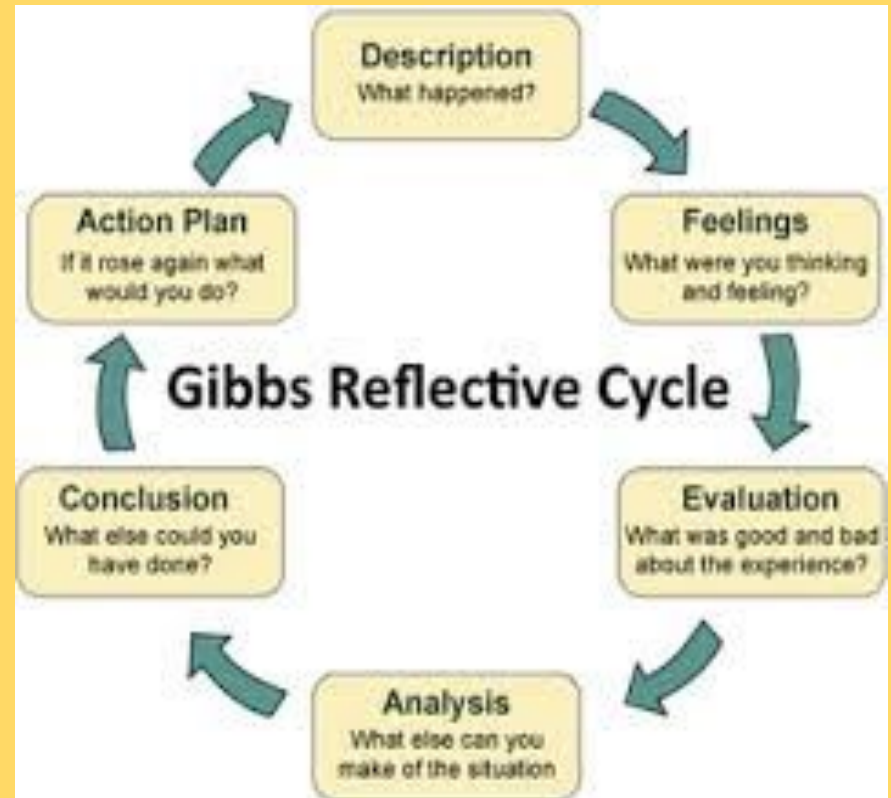 Description
What happened?
Feelings
What were you thinking
and feeling?
Evaluation
What was good and bad
about the experience?
Analysis
What else can you
make of the situation
Conclusion
What else could you
have done?
Action Plan
If it rose again what
would you do?
Gibbs Reflective Cycle